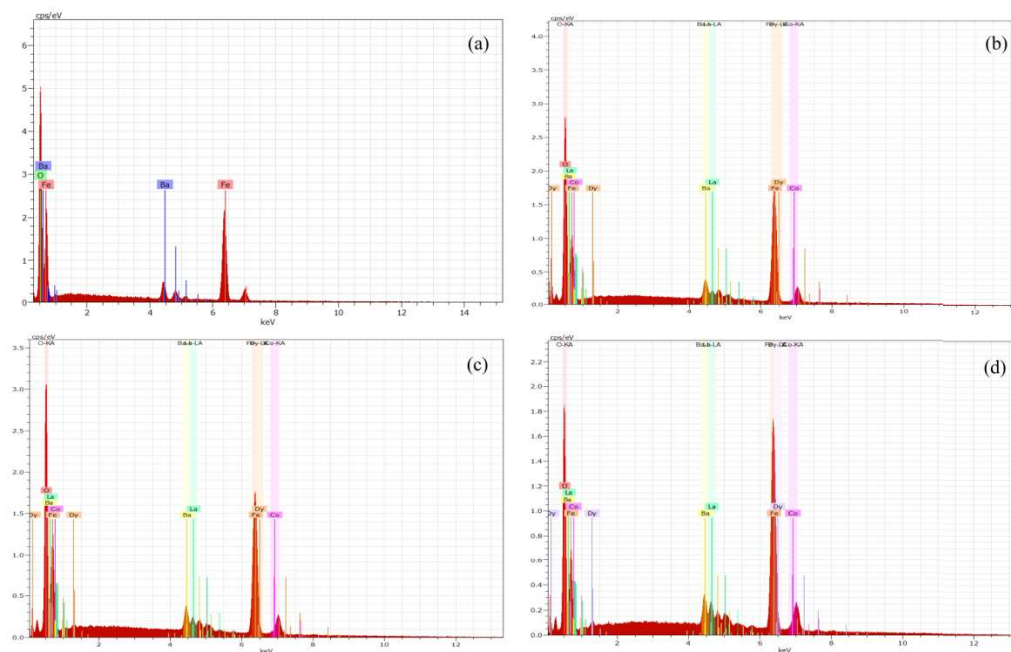 cps/eV
(a)
6
5
4
3
2
1
0
Ba
O
Fe
Ba
Fe
2 4 6 8 10 12 14
keV
cps/eV
(b)
O-KA
4.0
3.5
3.0
2.5
2.0
1.5
1.0
0.5
0.0
O
La
Ba
Co
Dy Fe Dy
La
Ba
Dy
Fe Co
2 4 6 8 10 12
keV
cps/eV
(c)
O-KA
3.5
3.0
2.5
2.0
1.5
1.0
0.5
0.0
O
La
Ba
Co
Dy Fe Dy
La
Ba
Dy
Fe Co
2 4 6 8 10 12
keV
cps/eV
(d)
O-KA
2.2
2.0
1.8
1.6
1.4
1.2
1.0
0.8
0.6
0.4
0.2
0.0
O
La
Ba
Co
Dy Fe Dy
La
Ba
Dy
Fe Co
2 4 6 8 10 12
keV